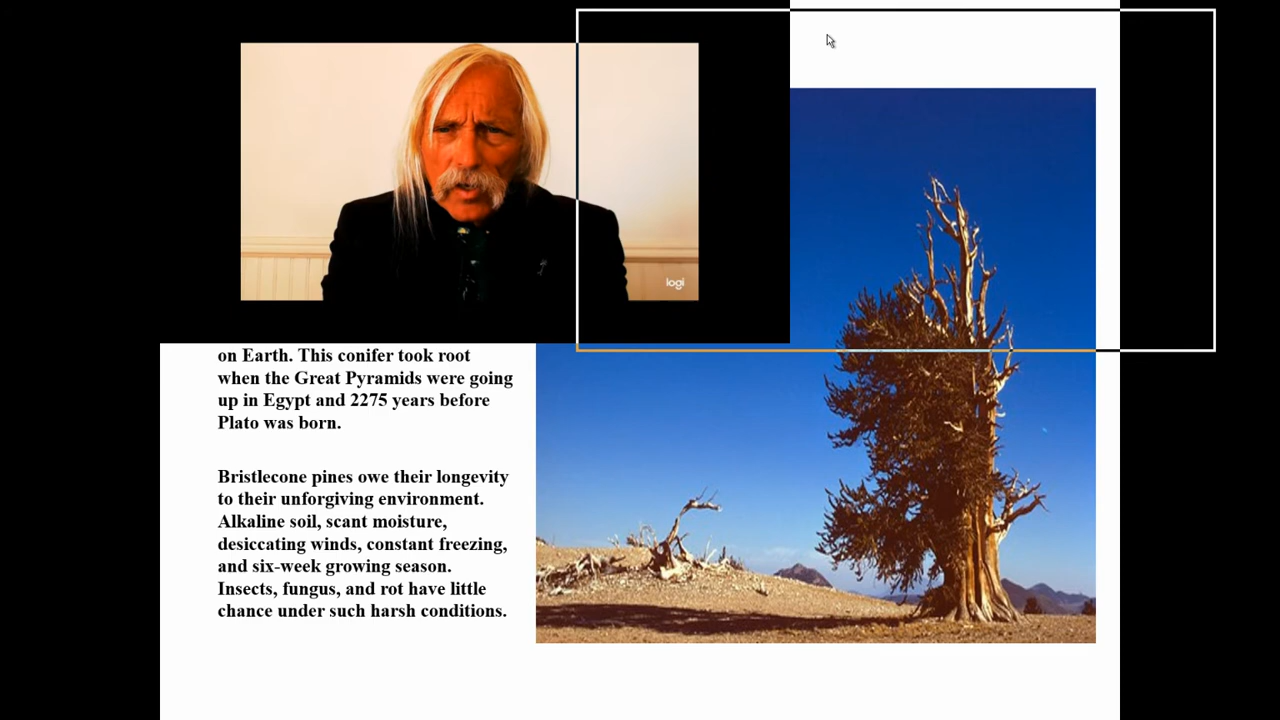 logi
on Earth. This conifer took root
when the Great Pyramids were going
up in Egypt and 2275 years before
Plato was born.
Bristlecone pines owe their longevity
to their unforgiving environment.
Alkaline soil, scant moisture,
desiccating winds, constant freezing,
and six-week growing season.
Insects, fungus, and rot have little
chance under such harsh conditions.